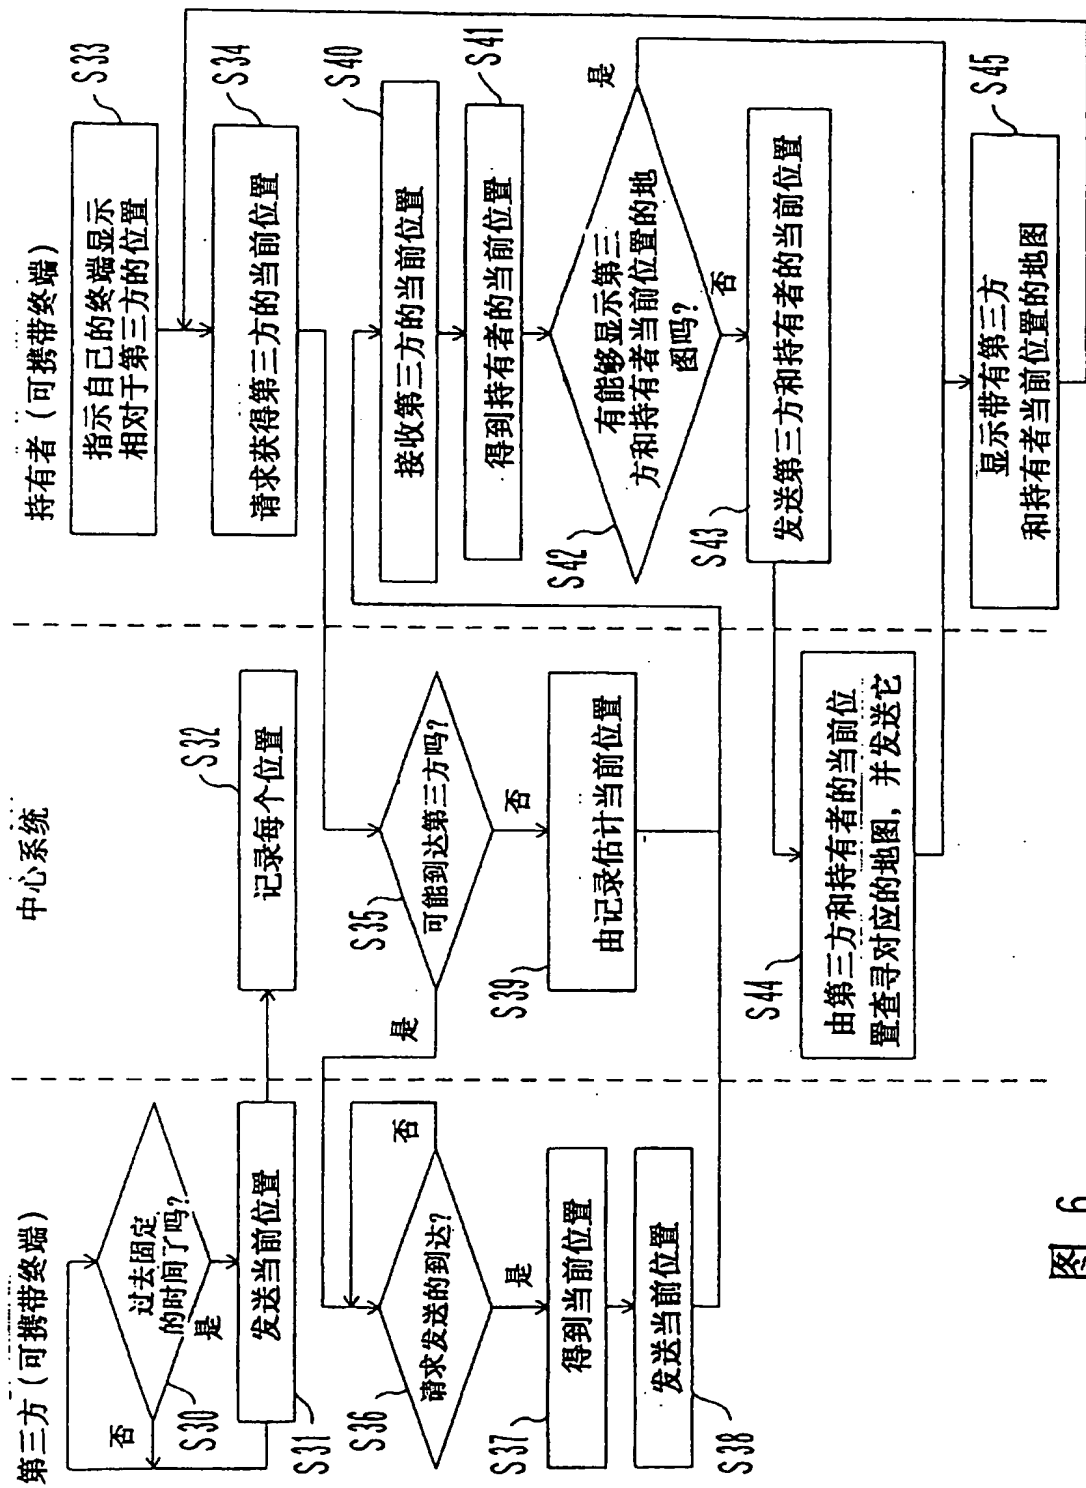 第三方（可携带终端）
中心系统
持有者（可携带终端）
过去固定
的时间了吗?
S30
否
是
发送当前位置
S31
记录每个位置
S32
指示自己的终端显示
相对于第三方的位置
S33
请求获得第三方的当前位置
S34
可能到达第三方吗?
S35
是
否
请求发送的到达?
S36
否
是
得到当前位置
S37
发送当前位置
S38
由记录估计当前位置
S39
接收第三方的当前位置
S40
得到持有者的当前位置
S41
有能够显示第三
方和持有者当前位置的地
图吗?
S42
是
否
发送第三方和持有者的当前位置
S43
由第三方和持有者的当前位
置查寻对应的地图，并发送它
S44
显示带有第三方
和持有者当前位置的地图
S45
图 6